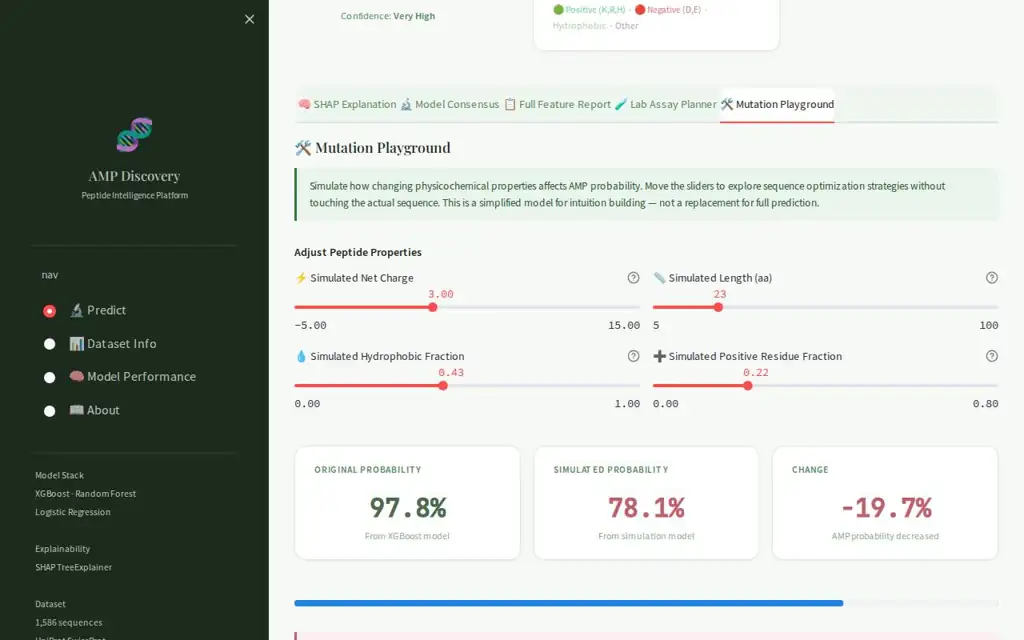 AMP Discovery
Peptide Intelligence Platform
nav
Predict
Dataset Info
Model Performance
About
Model Stack
XGBoost · Random Forest
Logistic Regression
Explainability
SHAP TreeExplainer
Dataset
1,586 sequences
UniProt SwissProt
Confidence: Very High
Positive (K,R,H) · Negative (D,E) ·
Hydrophobic · Other
SHAP Explanation Model Consensus Full Feature Report Lab Assay Planner Mutation Playground
Mutation Playground
Simulate how changing physicochemical properties affects AMP probability. Move the sliders to explore sequence optimization strategies without
touching the actual sequence. This is a simplified model for intuition building — not a replacement for full prediction.
Adjust Peptide Properties
Simulated Net Charge
3.00
-5.00 15.00
Simulated Length (aa)
23
5 100
Simulated Hydrophobic Fraction
0.43
0.00 1.00
Simulated Positive Residue Fraction
0.22
0.00 0.80
ORIGINAL PROBABILITY
97.8%
From XGBoost model
SIMULATED PROBABILITY
78.1%
From simulation model
CHANGE
-19.7%
AMP probability decreased